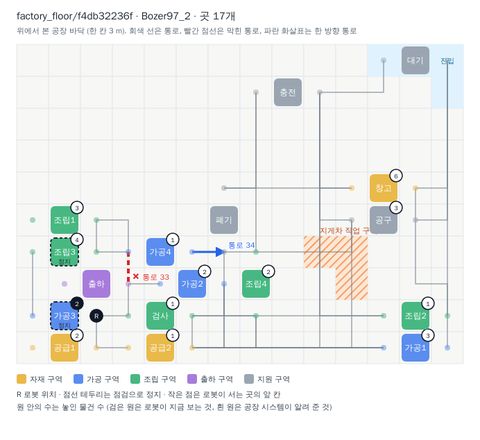 factory_floor/f4db32236f · Bozer97_2 · 곳 17개
위에서 본 공장 바닥 (한 칸 3 m). 회색 선은 통로, 빨간 점선은 막힌 통로, 파란 화살표는 한 방향 통로
대기
진입
충전
6
창고
3
조립1
폐기
3
공구
지게차 작업 구
4
조립3
정지
1
가공4
통로 34
출하
✕ 통로 33
2
가공2
2
조립4
2
가공3
정지
R
1
검사
1
조립2
2
공급1
1
공급2
3
가공1
자재 구역
가공 구역
조립 구역
출하 구역
지원 구역
R 로봇 위치 · 점선 테두리는 점검으로 정지 · 작은 점은 로봇이 서는 곳의 앞 칸
원 안의 수는 놓인 물건 수 (검은 원은 로봇이 지금 보는 것, 흰 원은 공장 시스템이 알려 준 것)